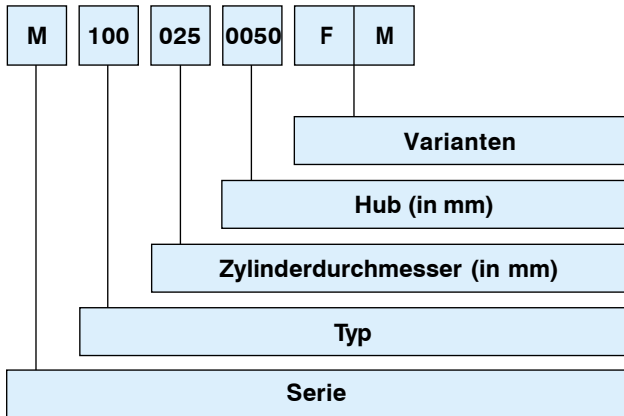 M 100 025 0050 F M
Varianten
Hub (in mm)
Zylinderdurchmesser (in mm)
Typ
Serie